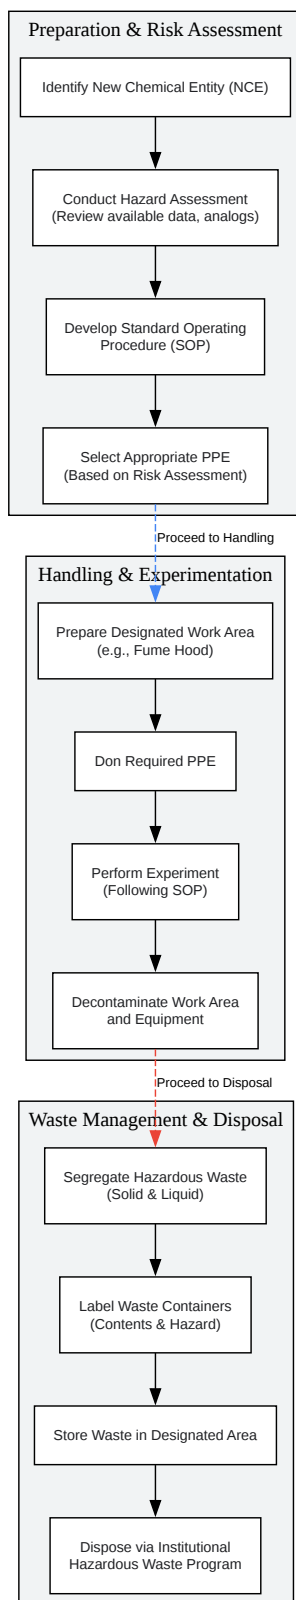 Preparation & Risk Assessment
Identify New Chemical Entity (NCE)
Conduct Hazard Assessment
(Review available data, analogs)
Develop Standard Operating
Procedure (SOP)
Select Appropriate PPE
(Based on Risk Assessment)
Proceed to Handling
Handling & Experimentation
Prepare Designated Work Area
(e.g., Fume Hood)
Don Required PPE
Perform Experiment
(Following SOP)
Decontaminate Work Area
and Equipment
Proceed to Disposal
Waste Management & Disposal
Segregate Hazardous Waste
(Solid & Liquid)
Label Waste Containers
(Contents & Hazard)
Store Waste in Designated Area
Dispose via Institutional
Hazardous Waste Program